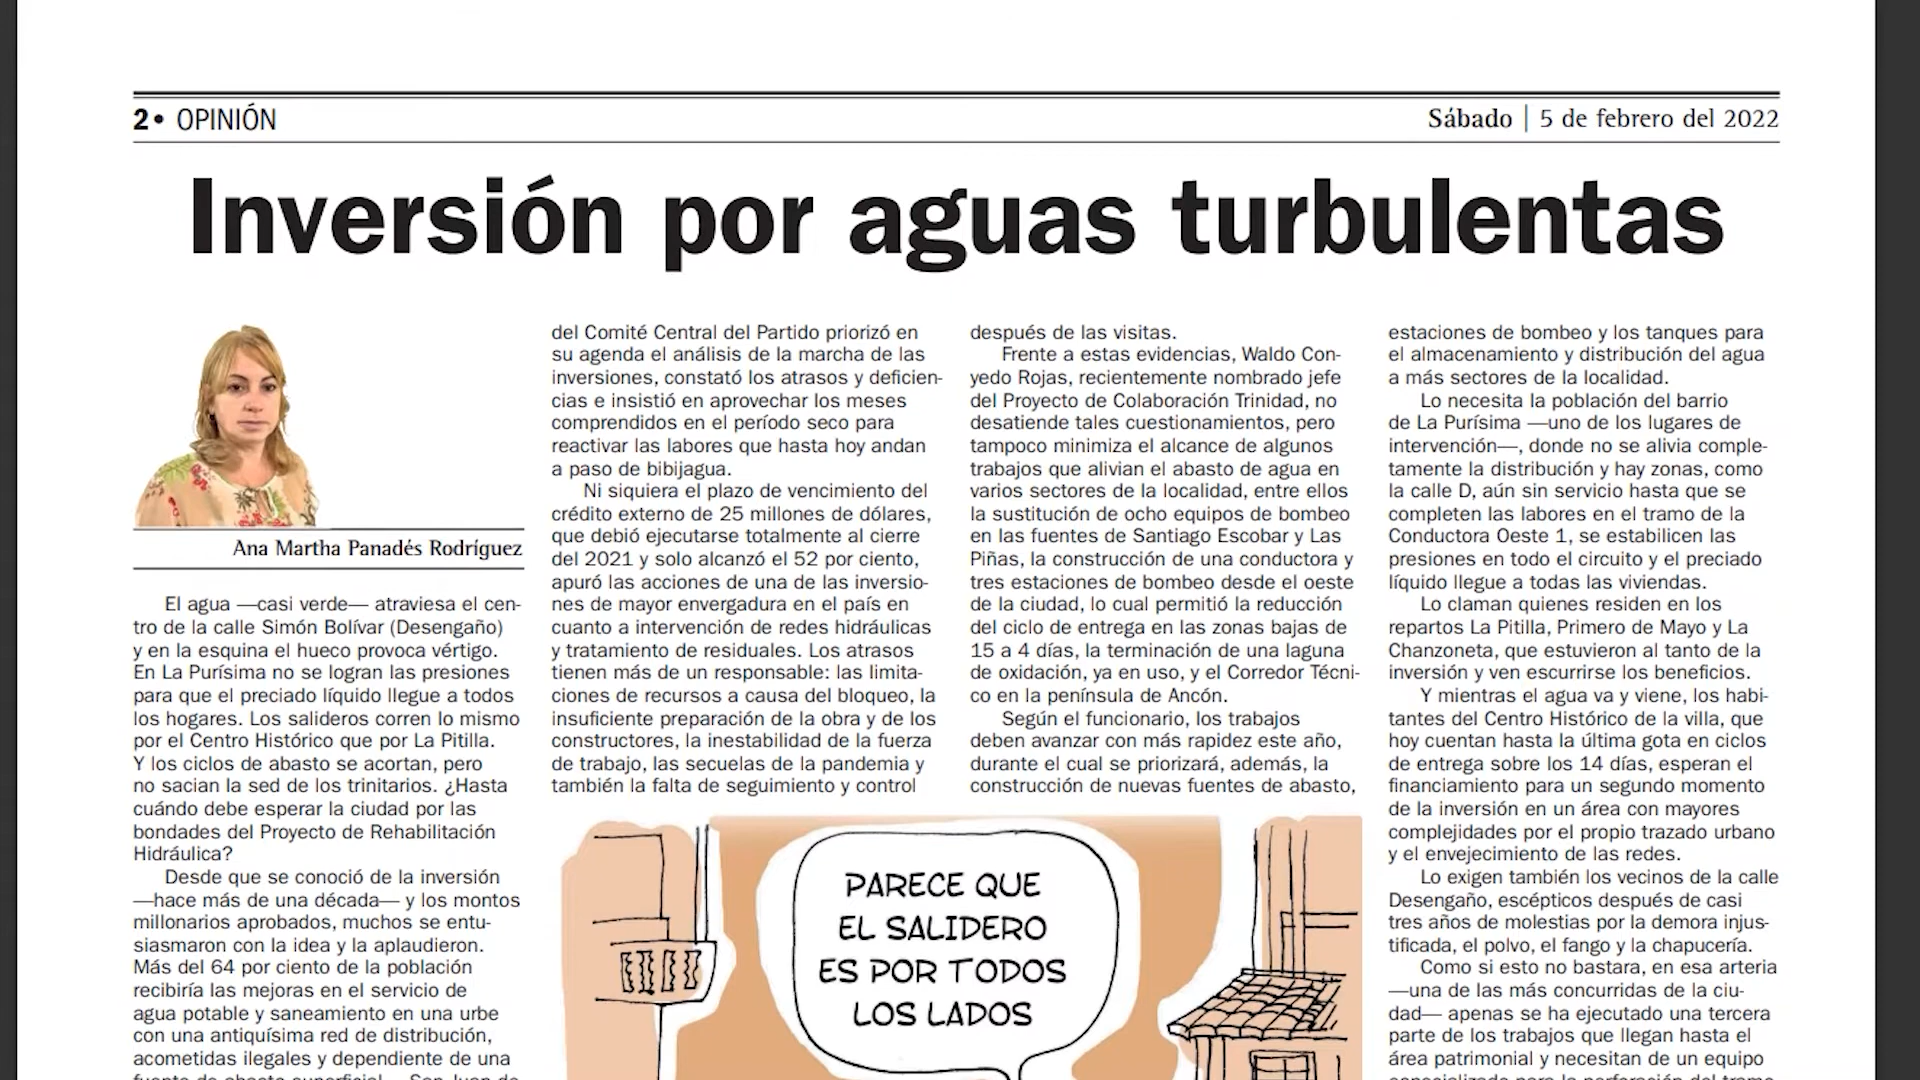 2• OPINIÓN
Sábado | 5 de febrero del 2022
Inversión por aguas turbulentas
Ana Martha Panadés Rodríguez
El agua —casi verde— atraviesa el cen-
tro de la calle Simón Bolívar (Desengaño)
y en la esquina el hueco provoca vértigo.
En La Purísima no se logran las presiones
para que el preciado líquido llegue a todos
los hogares. Los salideros corren lo mismo
por el Centro Histórico que por La Pitilla.
Y los ciclos de abasto se acortan, pero
no sacian la sed de los trinitarios. ¿Hasta
cuándo debe esperar la ciudad por las
bondades del Proyecto de Rehabilitación
Hidráulica?
Desde que se conoció de la inversión
—hace más de una década— y los montos
millonarios aprobados, muchos se entu-
siasmaron con la idea y la aplaudieron.
Más del 64 por ciento de la población
recibiría las mejoras en el servicio de
agua potable y saneamiento en una urbe
con una antiquísima red de distribución,
acometidas ilegales y dependiente de una
del Comité Central del Partido priorizó en
su agenda el análisis de la marcha de las
inversiones, constató los atrasos y deficien-
cias e insistió en aprovechar los meses
comprendidos en el período seco para
reactivar las labores que hasta hoy andan
a paso de bibijagua.
Ni siquiera el plazo de vencimiento del
crédito externo de 25 millones de dólares,
que debió ejecutarse totalmente al cierre
del 2021 y solo alcanzó el 52 por ciento,
apuró las acciones de una de las inversio-
nes de mayor envergadura en el país en
cuanto a intervención de redes hidráulicas
y tratamiento de residuales. Los atrasos
tienen más de un responsable: las limita-
ciones de recursos a causa del bloqueo, la
insuficiente preparación de la obra y de los
constructores, la inestabilidad de la fuerza
de trabajo, las secuelas de la pandemia y
también la falta de seguimiento y control
después de las visitas.
Frente a estas evidencias, Waldo Con-
yedo Rojas, recientemente nombrado jefe
del Proyecto de Colaboración Trinidad, no
desatiende tales cuestionamientos, pero
tampoco minimiza el alcance de algunos
trabajos que alivian el abasto de agua en
varios sectores de la localidad, entre ellos
la sustitución de ocho equipos de bombeo
en las fuentes de Santiago Escobar y Las
Piñas, la construcción de una conductora y
tres estaciones de bombeo desde el oeste
de la ciudad, lo cual permitió la reducción
del ciclo de entrega en las zonas bajas de
15 a 4 días, la terminación de una laguna
de oxidación, ya en uso, y el Corredor Técni-
co en la península de Ancón.
Según el funcionario, los trabajos
deben avanzar con más rapidez este año,
durante el cual se priorizará, además, la
construcción de nuevas fuentes de abasto,
estaciones de bombeo y los tanques para
el almacenamiento y distribución del agua
a más sectores de la localidad.
Lo necesita la población del barrio
de La Purísima —uno de los lugares de
intervención—, donde no se alivia comple-
tamente la distribución y hay zonas, como
la calle D, aún sin servicio hasta que se
completen las labores en el tramo de la
Conductora Oeste 1, se estabilicen las
presiones en todo el circuito y el preciado
líquido llegue a todas las viviendas.
Lo claman quienes residen en los
repartos La Pitilla, Primero de Mayo y La
Chanzoneta, que estuvieron al tanto de la
inversión y ven escurrirse los beneficios.
Y mientras el agua va y viene, los habi-
tantes del Centro Histórico de la villa, que
hoy cuentan hasta la última gota en ciclos
de entrega sobre los 14 días, esperan el
financiamiento para un segundo momento
de la inversión en un área con mayores
complejidades por el propio trazado urbano
y el envejecimiento de las redes.
Lo exigen también los vecinos de la calle
Desengaño, escépticos después de casi
tres años de molestias por la demora injus-
tificada, el polvo, el fango y la chapucería.
Como si esto no bastara, en esa arteria
—una de las más concurridas de la ciu-
dad— apenas se ha ejecutado una tercera
parte de los trabajos que llegan hasta el
área patrimonial y necesitan de un equipo
PARECE QUE
EL SALIDERO
ES POR TODOS
LOS LADOS